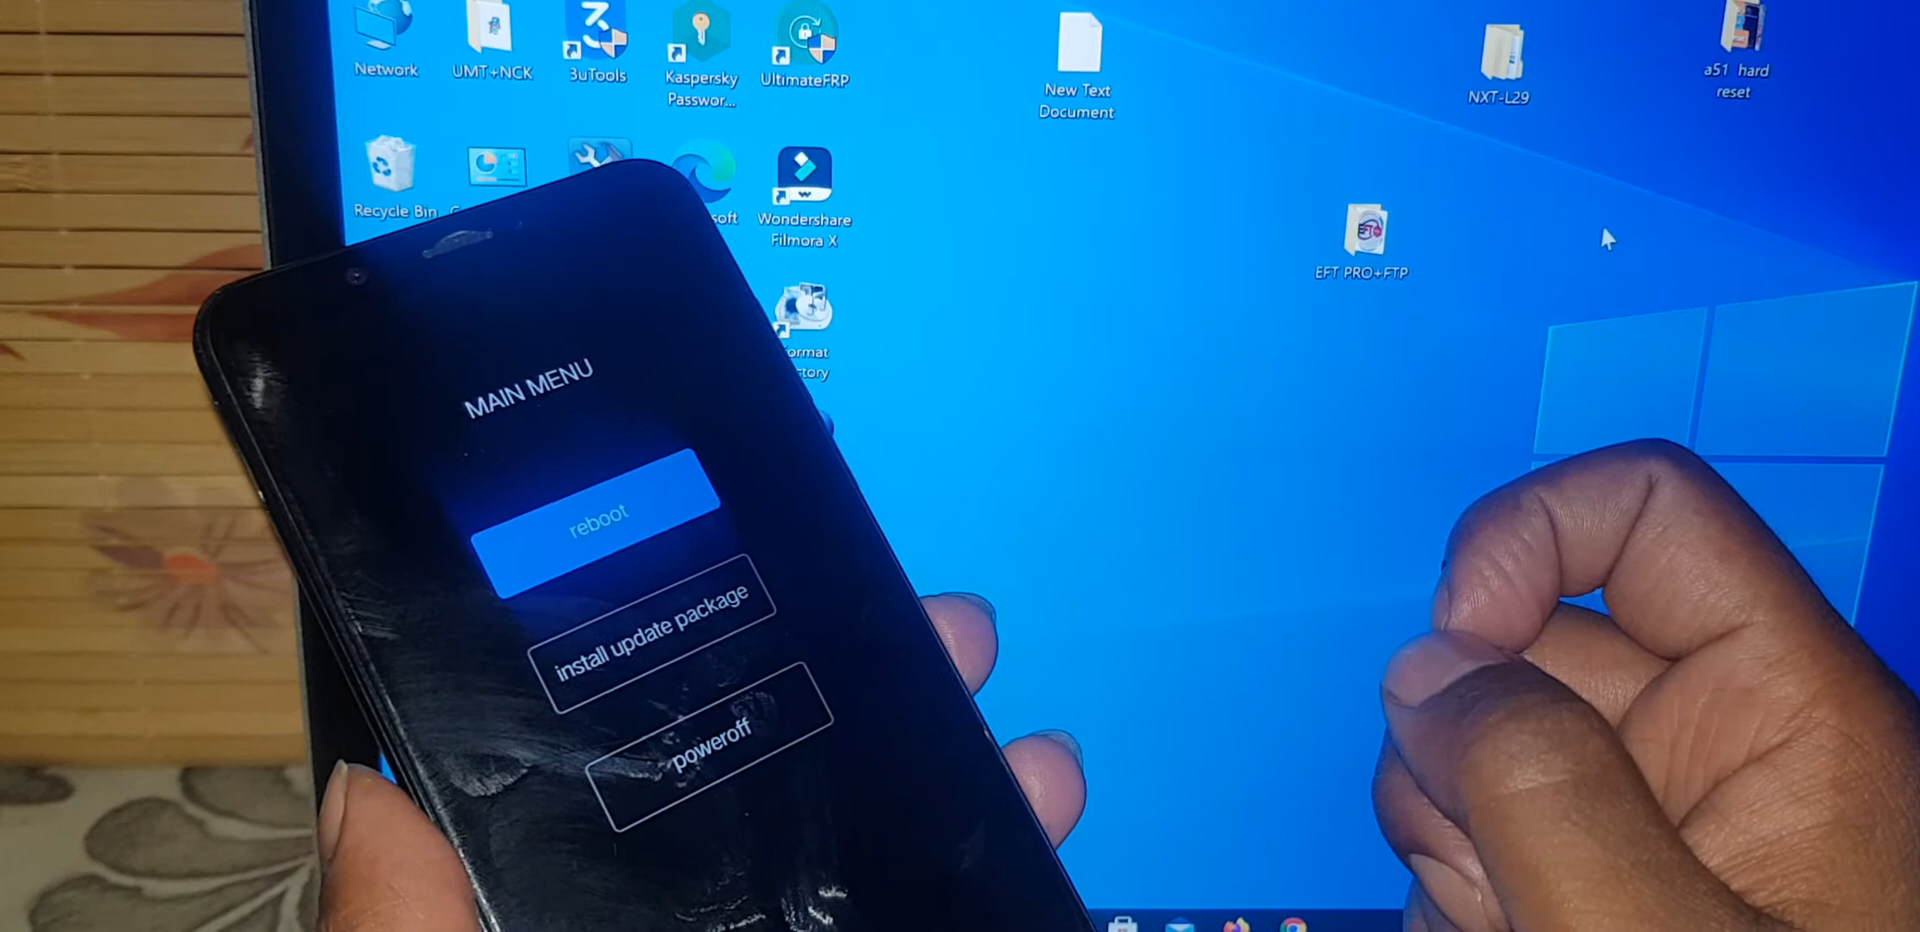 Network
UMT+NCK
3uTools
Kaspersky
Passwor...
UltimateFRP
New Text
Document
NXT-L29
a51 hard
reset
Recycle Bin
soft
Wondershare
Filmora X
EFT PRO+FTP
ormat
ctory
MAIN MENU
reboot
install update package
poweroff